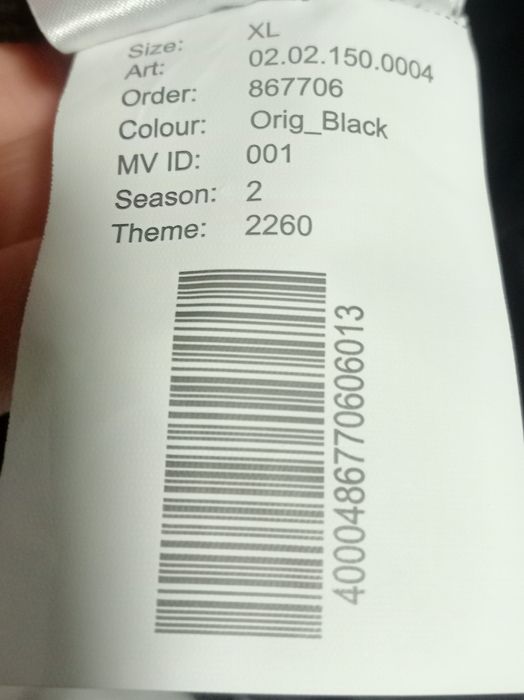 Size: XL
Art: 02.02.150.0004
Order: 867706
Colour: Orig_Black
MV ID: 001
Season: 2
Theme: 2260
4000486770606013